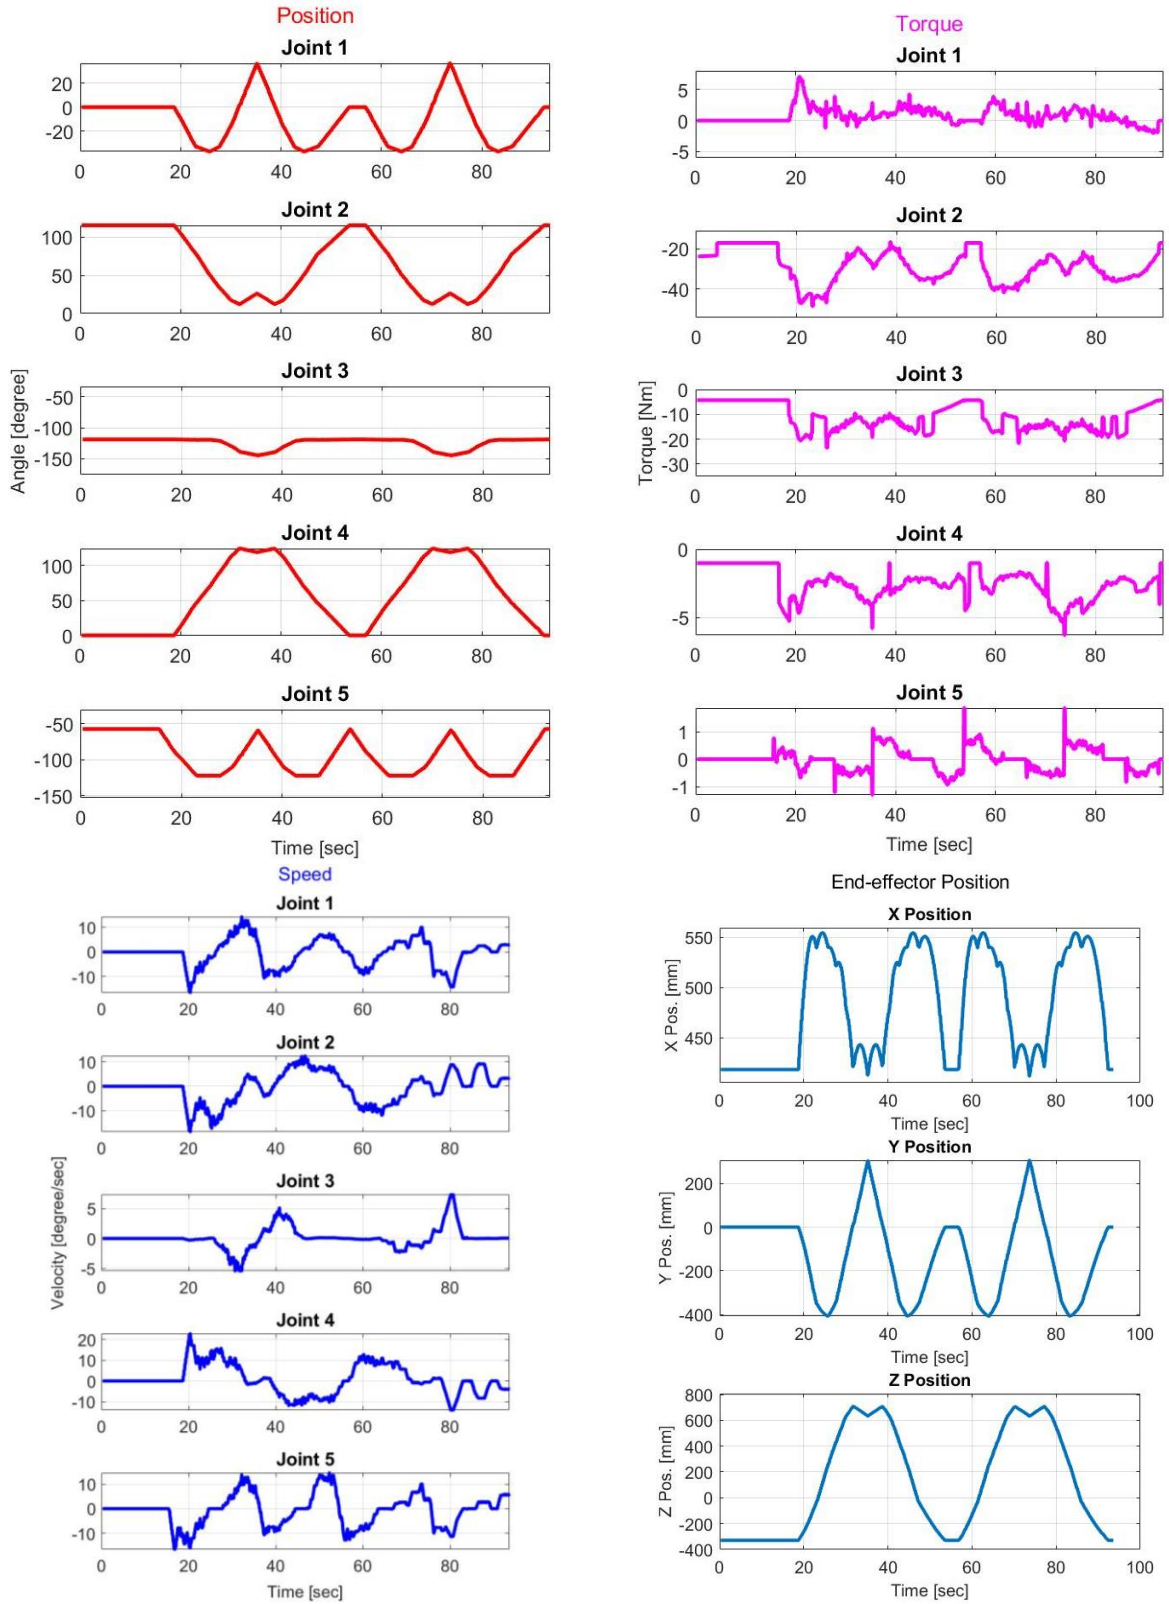 Position
Joint 1
20
0
-20
0 20 40 60 80
Joint 2
100
50
0
0 20 40 60 80
Joint 3
-50
-100
-150
0 20 40 60 80
Angle [degree]
Joint 4
100
50
0
0 20 40 60 80
Joint 5
-50
-100
-150
0 20 40 60 80
Time [sec]
Torque
Joint 1
5
0
-5
0 20 40 60 80
Joint 2
-20
-40
0 20 40 60 80
Joint 3
0
-10
-20
-30
0 20 40 60 80
Torque [Nm]
Joint 4
0
-5
0 20 40 60 80
Joint 5
1
0
-1
0 20 40 60 80
Time [sec]
Speed
Joint 1
10
0
-10
0 20 40 60 80
Joint 2
10
0
-10
0 20 40 60 80
Joint 3
5
0
-5
0 20 40 60 80
Velocity [degree/sec]
Joint 4
20
10
0
-10
0 20 40 60 80
Joint 5
10
0
-10
0 20 40 60 80
Time [sec]
End-effector Position
X Position
550
500
450
X Pos. [mm]
0 20 40 60 80 100
Time [sec]
Y Position
200
0
-200
-400
Y Pos. [mm]
0 20 40 60 80 100
Time [sec]
Z Position
800
600
400
200
0
-200
-400
Z Pos. [mm]
0 20 40 60 80 100
Time [sec]